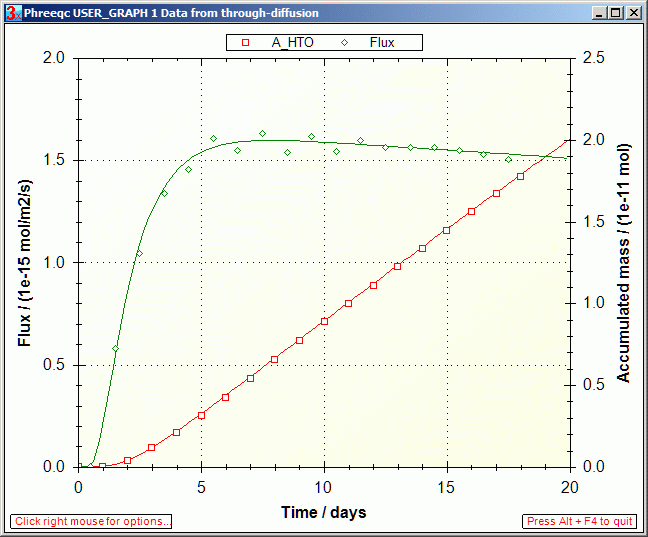 Phreeqc USER_GRAPH 1 Data from through-diffusion
A_HTO Flux
2.0 2.5
2.0
1.5
1.5
1.0 1.0
0.5 0.5
0.0 0.0
0 5 10 15 20
Flux / (1e-15 mol/m2/s)
Accumulated mass / (1e-11 mol)
Time / days
Click right mouse for options...
Press Alt + F4 to quit